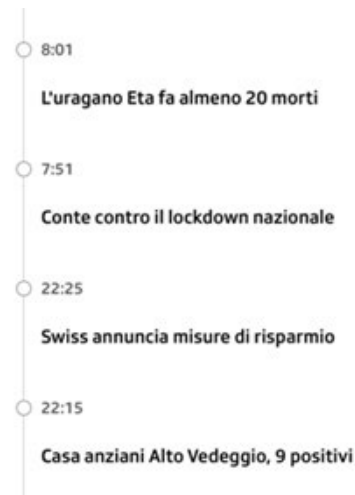 8:01
L'uragano Eta fa almeno 20 morti
7:51
Conte contro il lockdown nazionale
22:25
Swiss annuncia misure di risparmio
22:15
Casa anziani Alto Vedeggio, 9 positivi